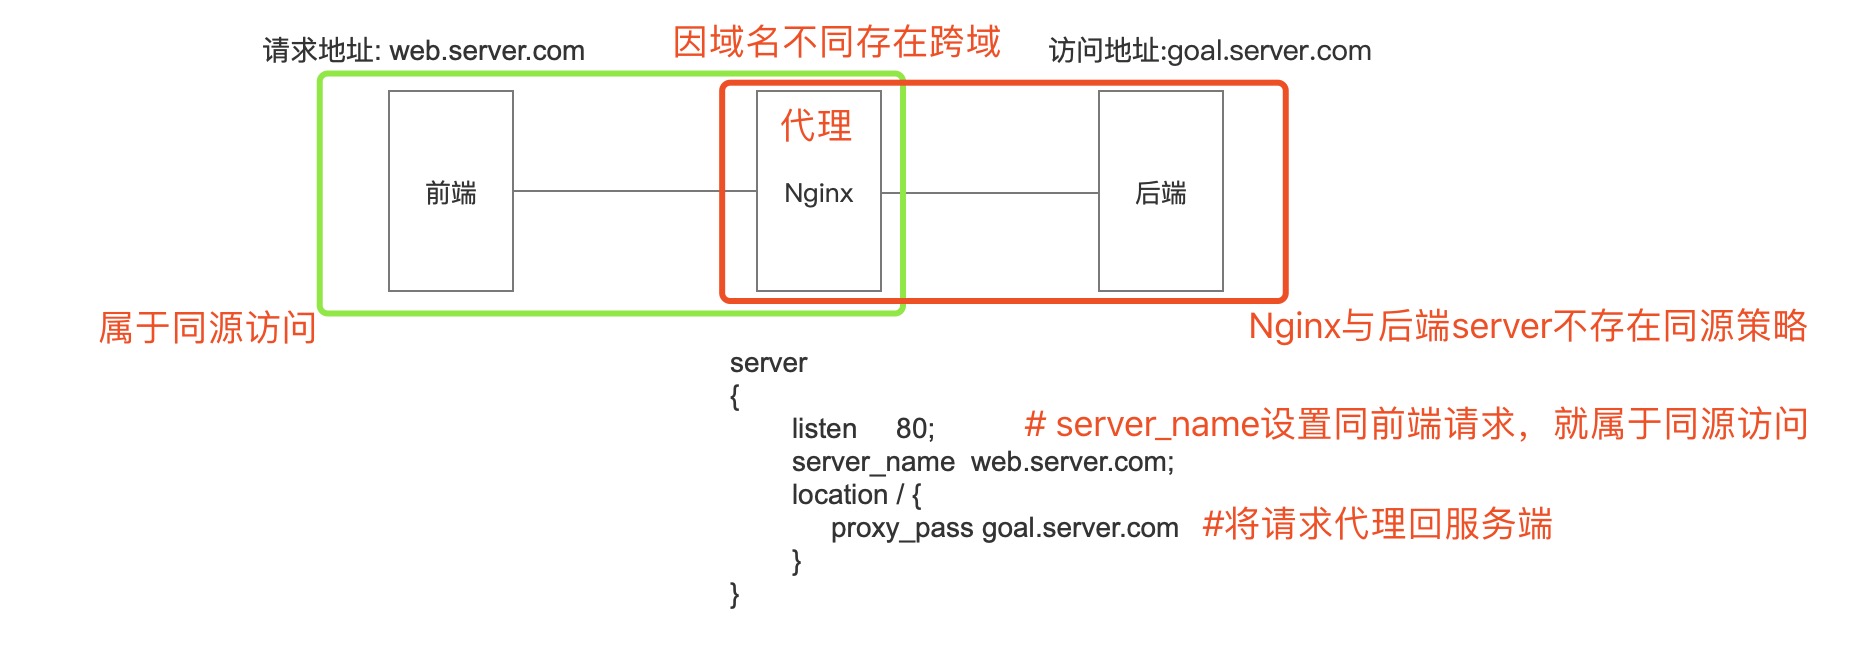 请求地址: web.server.com
因域名不同存在跨域
访问地址:goal.server.com
代理
前端
Nginx
后端
属于同源访问
Nginx与后端server不存在同源策略
server
{
listen 80;
# server_name设置同前端请求，就属于同源访问
server_name web.server.com;
location / {
proxy_pass goal.server.com #将请求代理回服务端
}
}